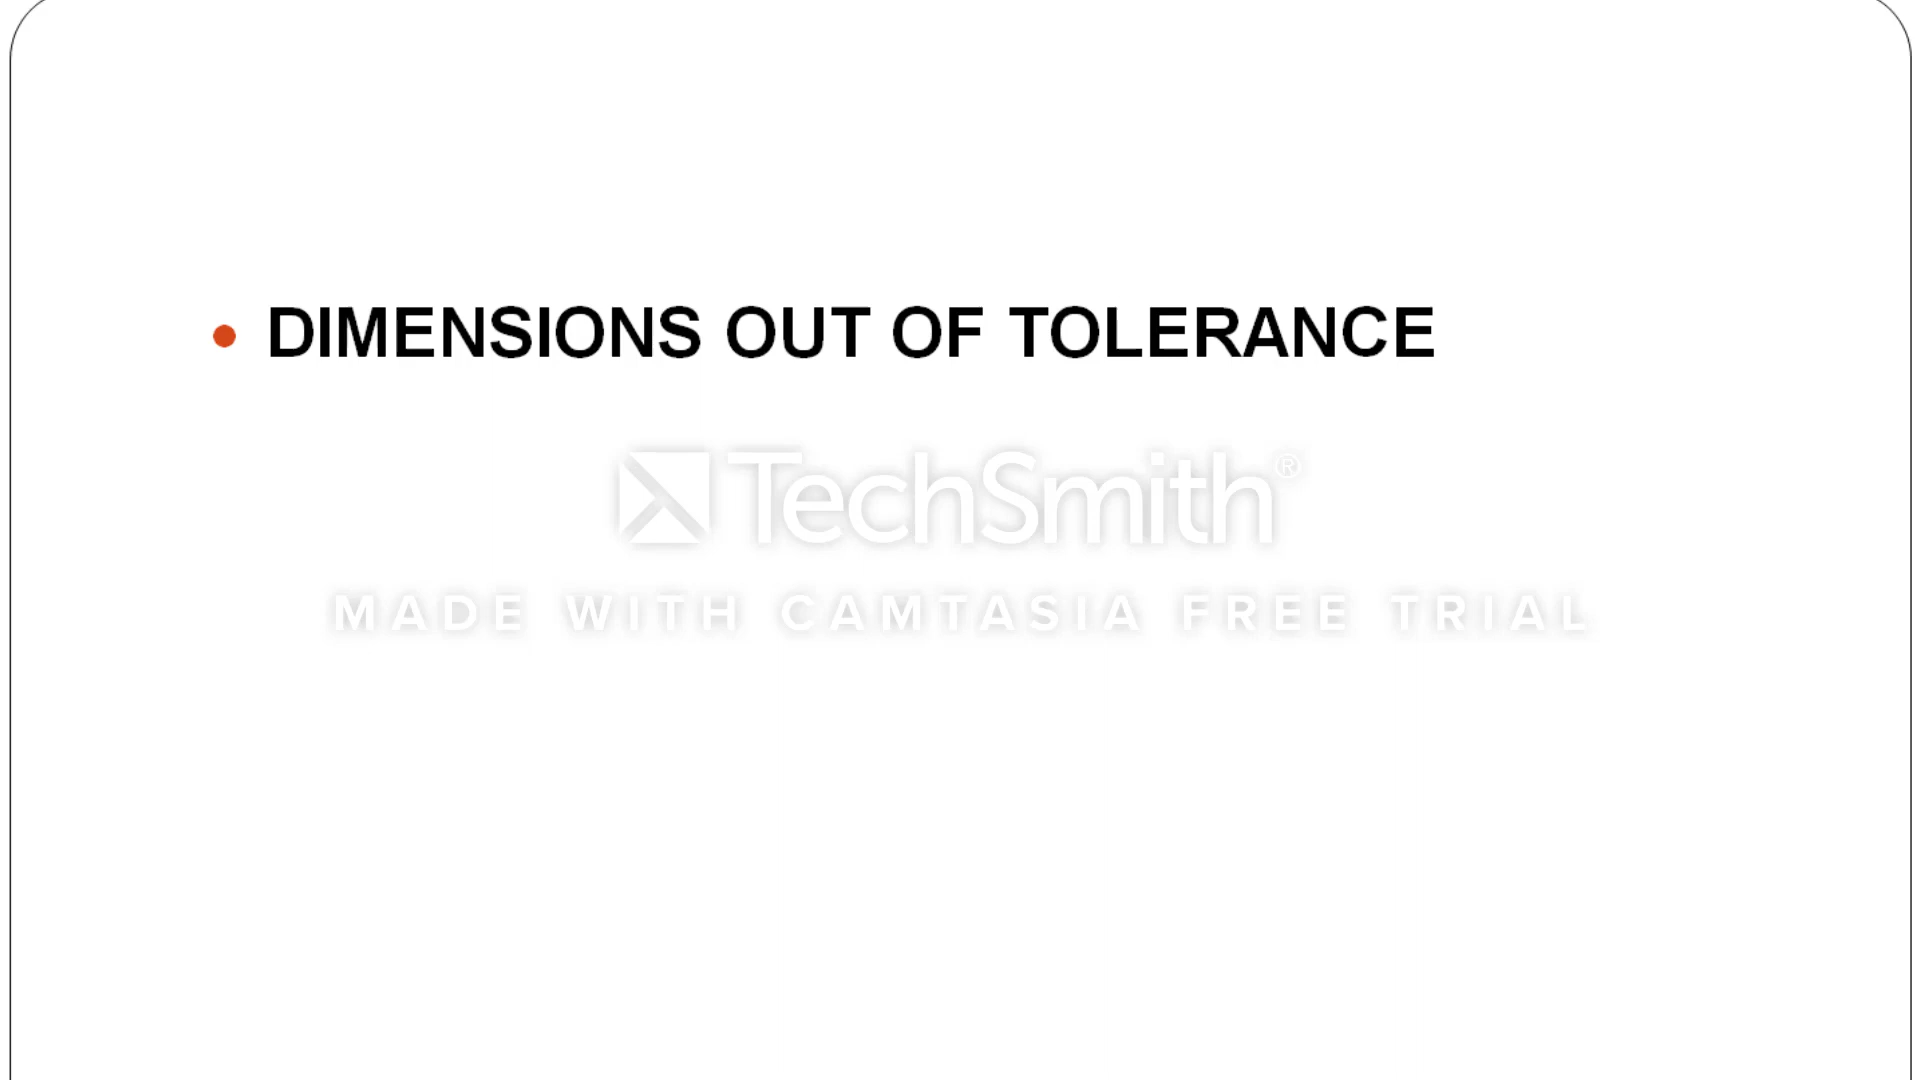 • DIMENSIONS OUT OF TOLERANCE
TechSmith®
MADE WITH CAMTASIA FREE TRIAL